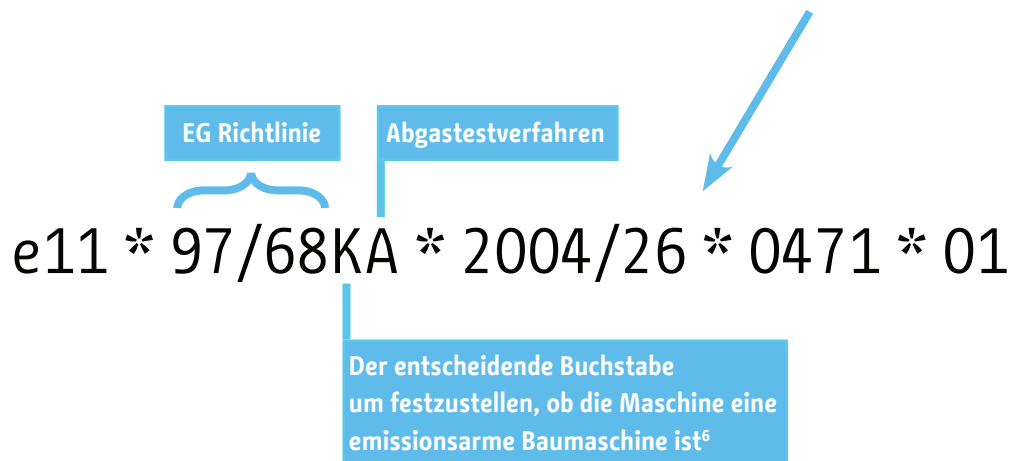 EG Richtlinie
Abgastestverfahren
e11 * 97/68KA * 2004/26 * 0471 * 01
Der entscheidende Buchstabe
um festzustellen, ob die Maschine eine
emissionsarme Baumaschine ist⁶